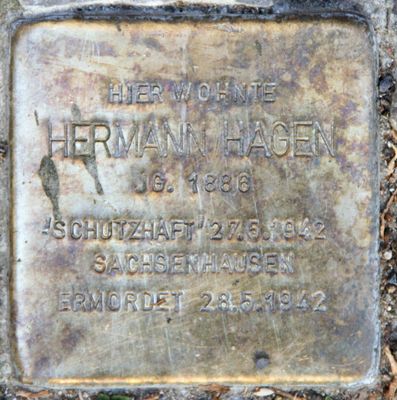 HIER WOHNTE
HERMANN HAGEN
JG. 1886
"SCHUTZHAFT" 27.5.1942
SACHSENHAUSEN
ERMORDET 28.5.1942